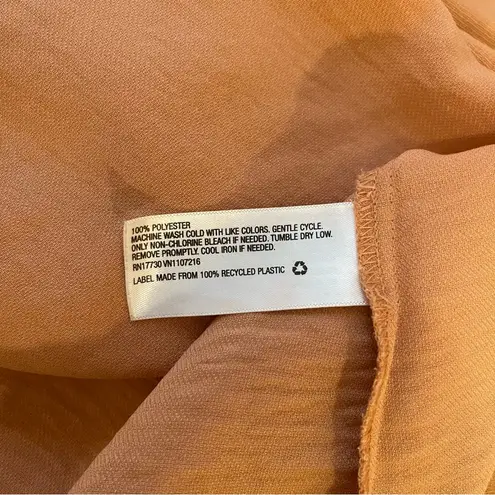 100% POLYESTER
MACHINE WASH COLD WITH LIKE COLORS. GENTLE CYCLE.
ONLY NON-CHLORINE BLEACH IF NEEDED. TUMBLE DRY LOW.
REMOVE PROMPTLY. COOL IRON IF NEEDED.
RN17730 VN1107216
LABEL MADE FROM 100% RECYCLED PLASTIC